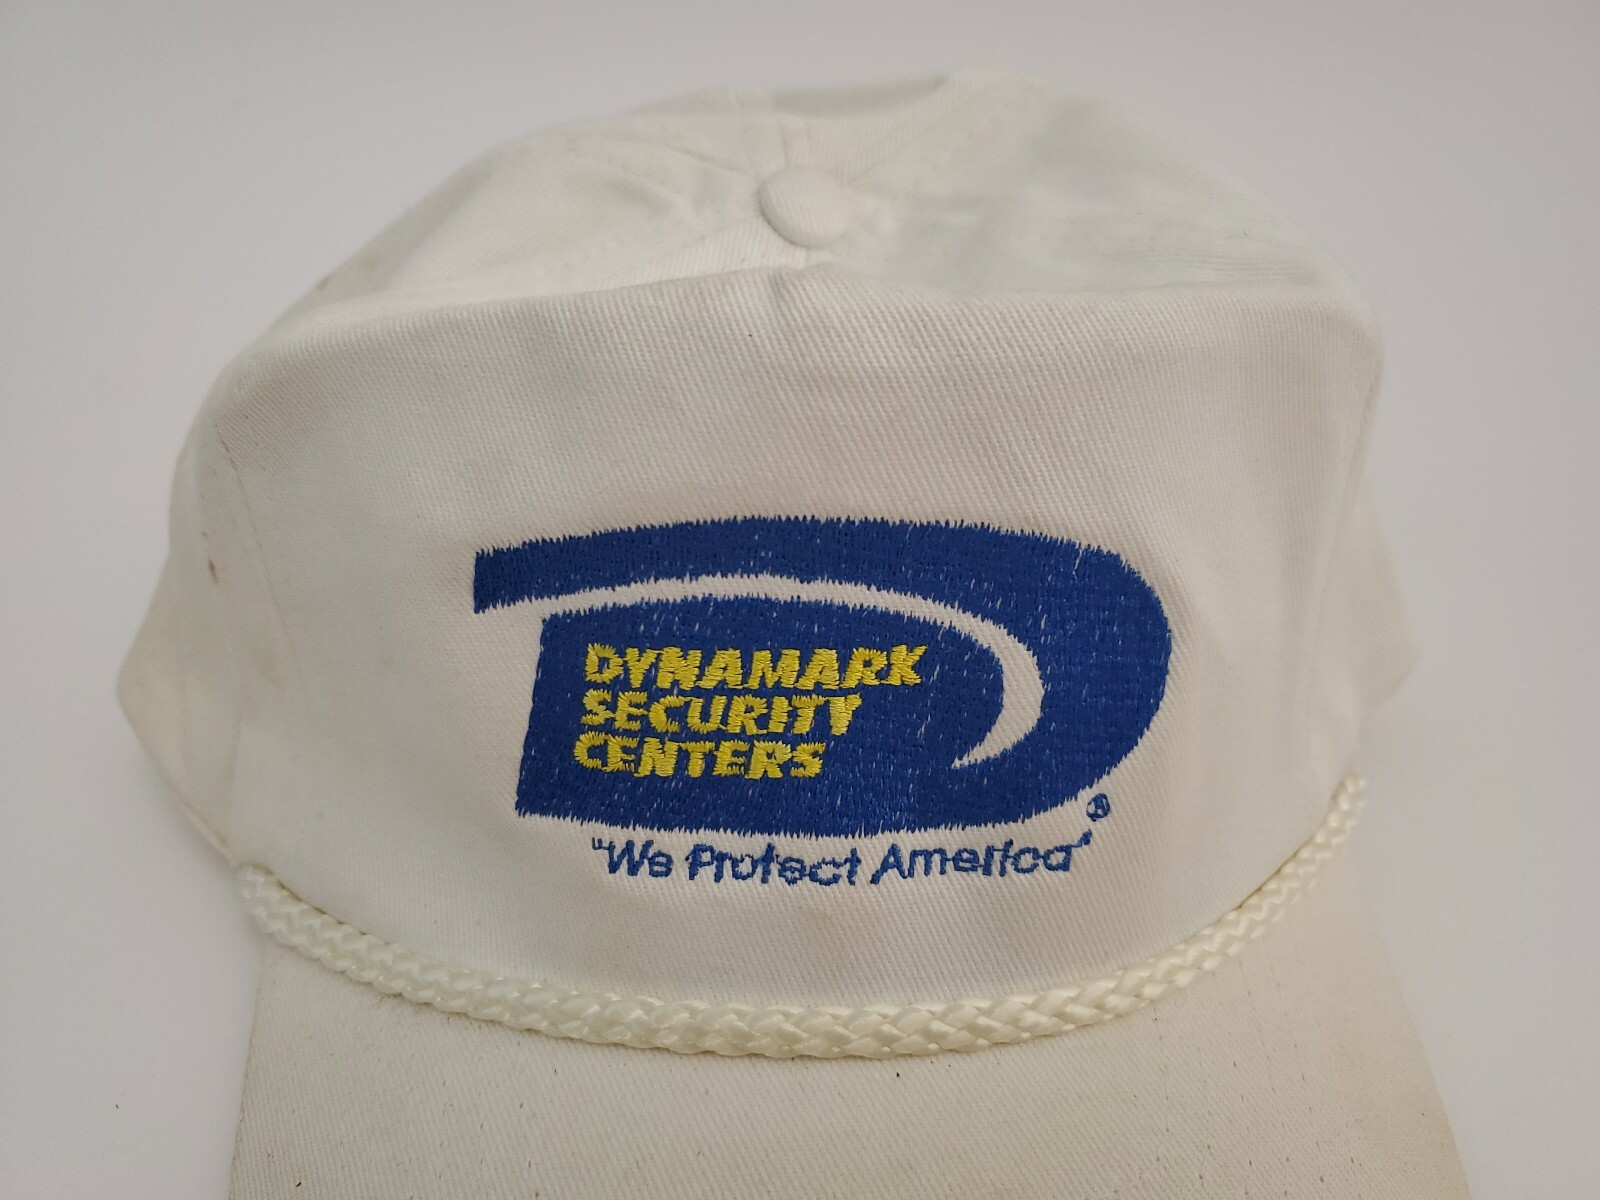 DYNAMARK
SECURITY
CENTERS
®
"We Protect America"